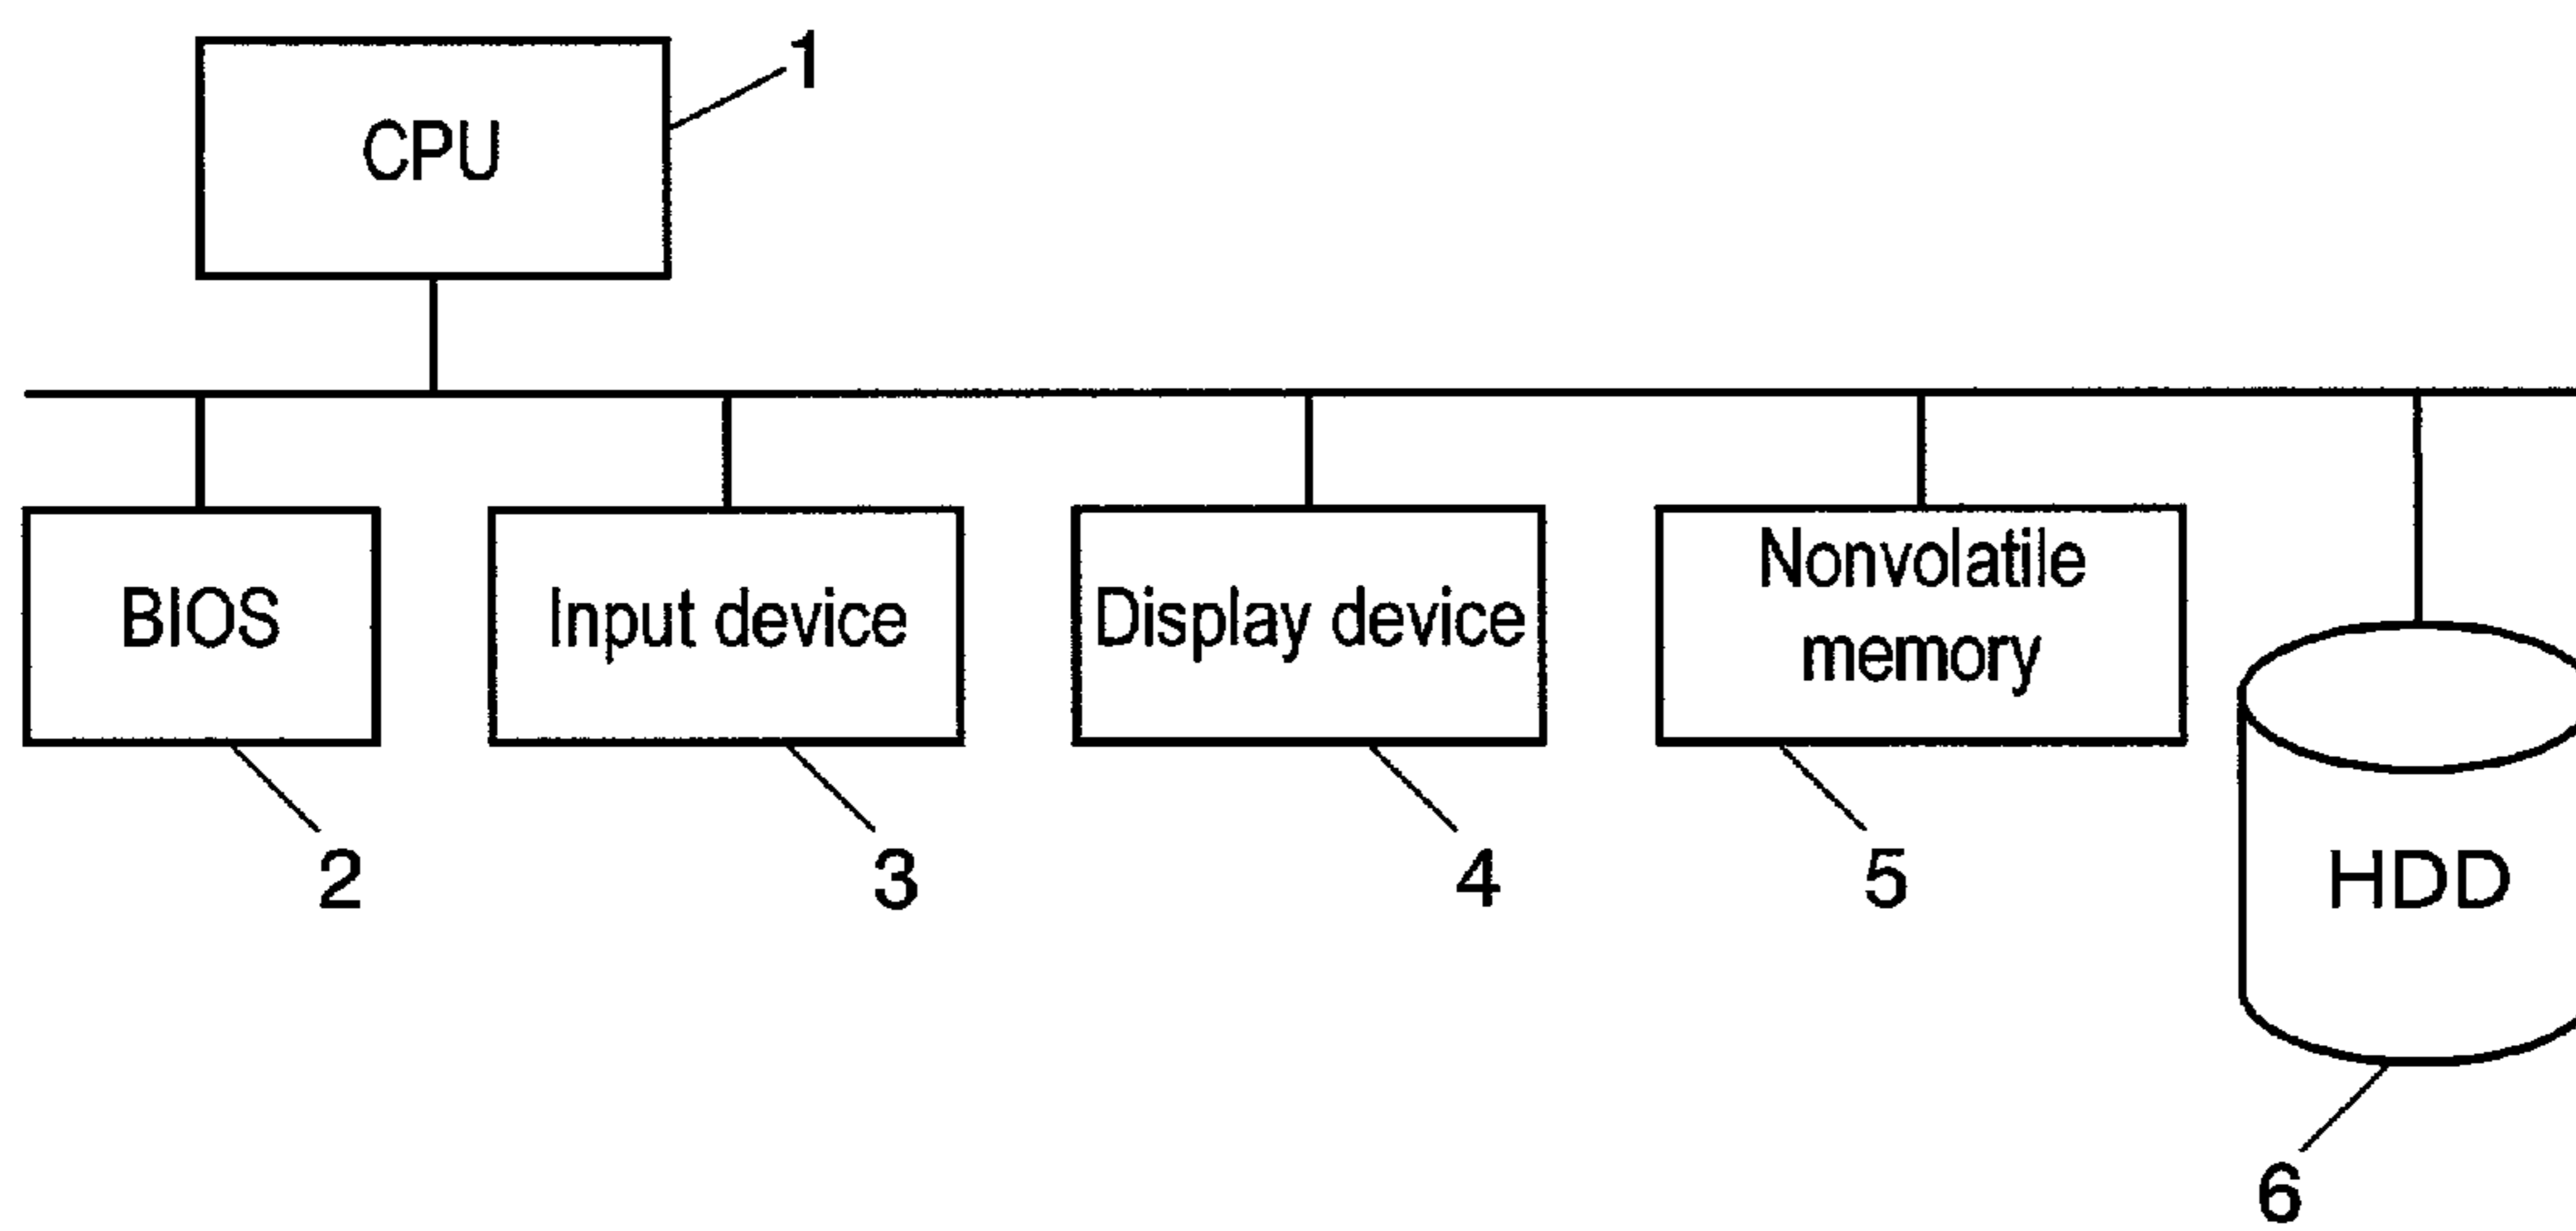 CPU
1
BIOS
Input device
Display device
Nonvolatile
memory
HDD
2
3
4
5
6